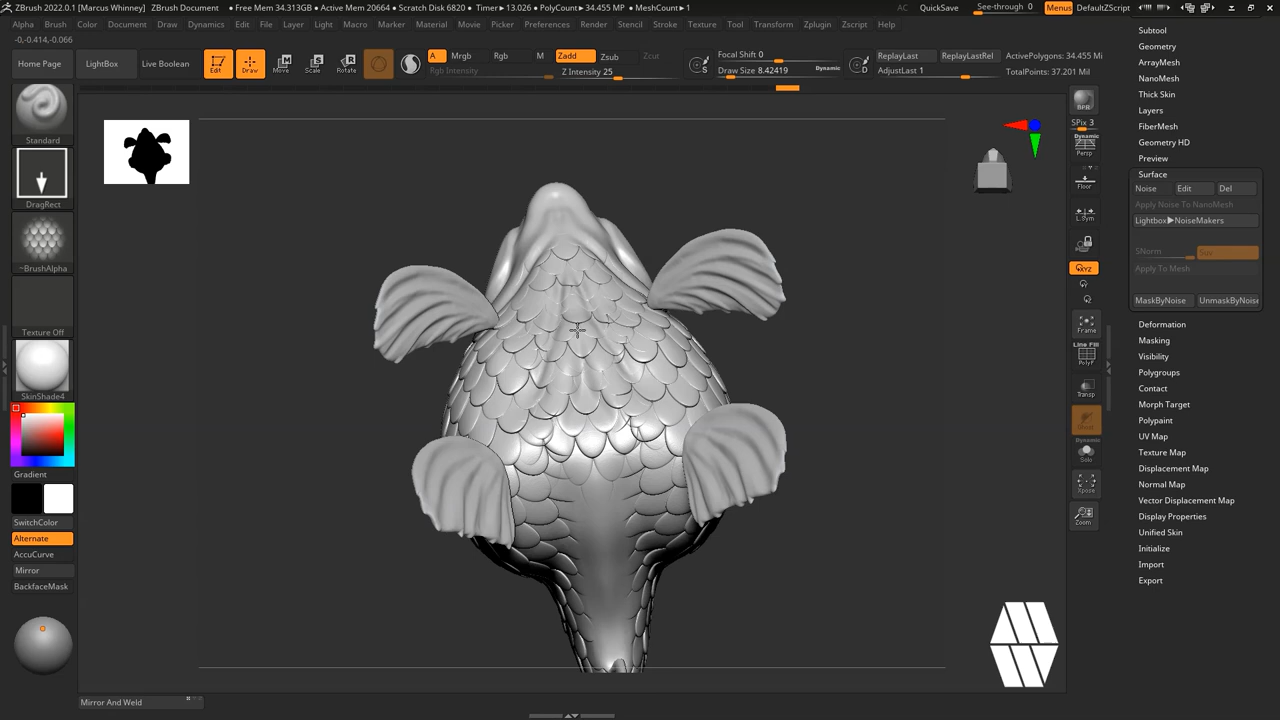 ZBrush 2022.0.1 [Marcus Whinney] ZBrush Document • Free Mem 34.313GB • Active Mem 20664 • Scratch Disk 6820 • Timer▸13.026 • PolyCount▸34.455 MP • MeshCount▸1
AC QuickSave See-through 0 Menus DefaultZScript
Alpha Brush Color Document Draw Dynamics Edit File Layer Light Macro Marker Material Movie Picker Preferences Render Stencil Stroke Texture Tool Transform Zplugin Zscript Help
-0,-0.414,-0.066
Home Page LightBox Live Boolean Edit Draw Move Scale Rotate
A Mrgb Rgb M Zadd Zsub Zcut
Rgb Intensity Z Intensity 25
Focal Shift 0
Draw Size 8.42419 Dynamic
S
D
ReplayLast ReplayLastRel
AdjustLast 1
ActivePolygons: 34.455 Mi
TotalPoints: 37.201 Mil
Standard
DragRect
~BrushAlpha
Texture Off
SkinShade4
Gradient
SwitchColor
Alternate
AccuCurve
Mirror
BackfaceMask
BPR
SPix 3
Dynamic
Persp
Floor
L.Sym
XYZ
Frame
Line Fill
PolyF
Transp
Dynamic
Solo
Xpose
Zoom
Subtool
Geometry
ArrayMesh
NanoMesh
Thick Skin
Layers
FiberMesh
Geometry HD
Preview
Surface
Noise Edit Del
Apply Noise To NanoMesh
Lightbox▶NoiseMakers
SNorm
Apply To Mesh
MaskByNoise UnmaskByNoise
Deformation
Masking
Visibility
Polygroups
Contact
Morph Target
Polypaint
UV Map
Texture Map
Displacement Map
Normal Map
Vector Displacement Map
Display Properties
Unified Skin
Initialize
Import
Export
Mirror And Weld